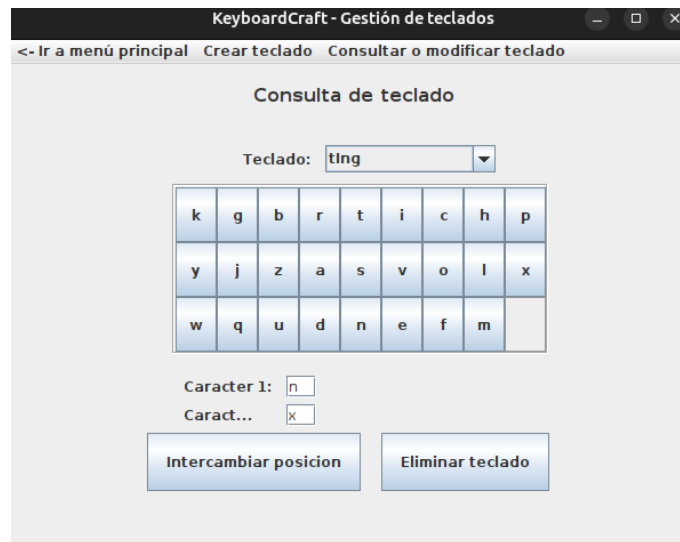 KeyboardCraft - Gestión de teclados
<- Ir a menú principal Crear teclado Consultar o modificar teclado
Consulta de teclado
Teclado: tIng
k g b r t i c h p
y j z a s v o l x
w q u d n e f m
Caracter 1: n
Caract... x
Intercambiar posicion Eliminar teclado